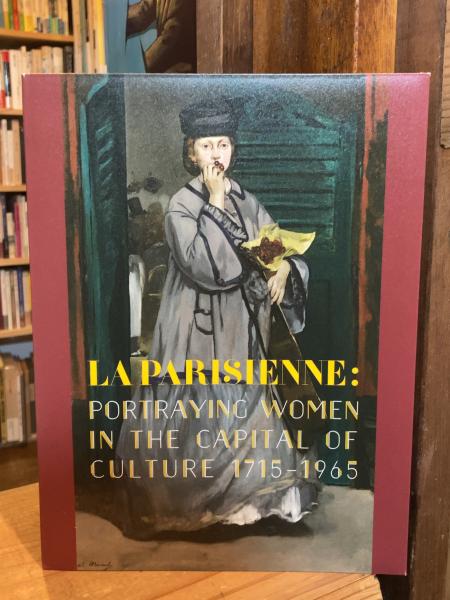 LA PARISIENNE:
PORTRAYING WOMEN
IN THE CAPITAL OF
CULTURE 1715–1965